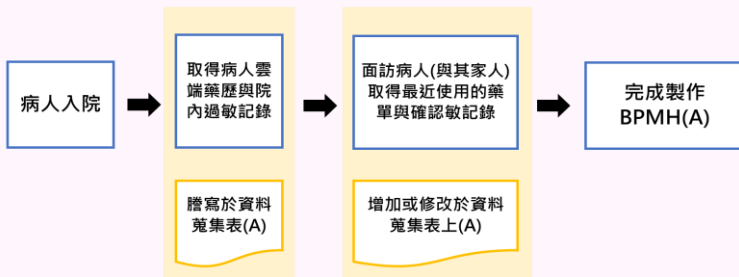 病人入院
取得病人雲
端藥歷與院
內過敏記錄
面訪病人(與其家人)
取得最近使用的藥
單與確認敏記錄
完成製作
BPMH(A)
謄寫於資料
蒐集表(A)
增加或修改於資料
蒐集表上(A)